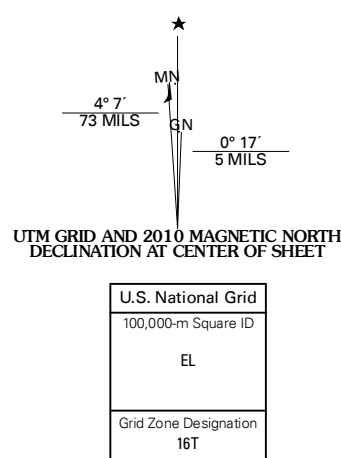 ★
MN
4° 7´
73 MILS
GN
0° 17´
5 MILS
UTM GRID AND 2010 MAGNETIC NORTH
DECLINATION AT CENTER OF SHEET
U.S. National Grid
100,000-m Square ID
EL
Grid Zone Designation
16T